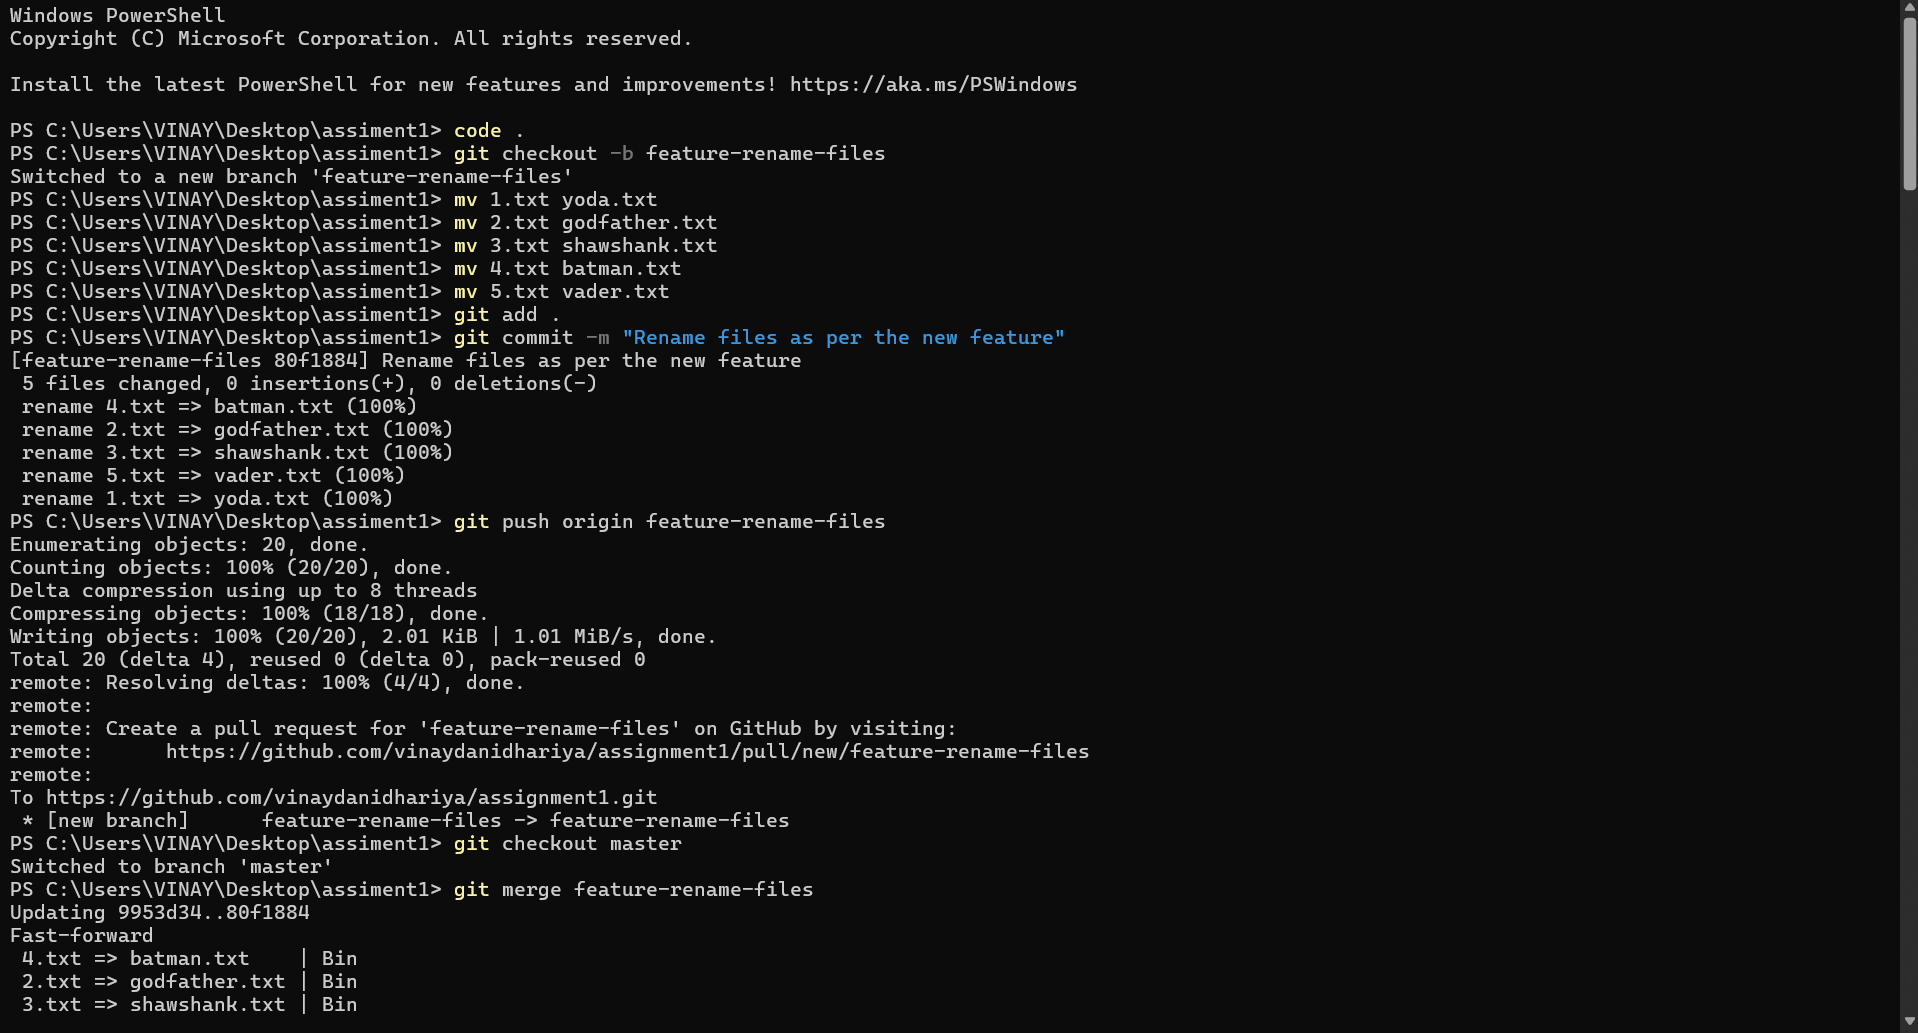 Windows PowerShell
Copyright (C) Microsoft Corporation. All rights reserved.

Install the latest PowerShell for new features and improvements! https://aka.ms/PSWindows

PS C:\Users\VINAY\Desktop\assiment1> code .
PS C:\Users\VINAY\Desktop\assiment1> git checkout -b feature-rename-files
Switched to a new branch 'feature-rename-files'
PS C:\Users\VINAY\Desktop\assiment1> mv 1.txt yoda.txt
PS C:\Users\VINAY\Desktop\assiment1> mv 2.txt godfather.txt
PS C:\Users\VINAY\Desktop\assiment1> mv 3.txt shawshank.txt
PS C:\Users\VINAY\Desktop\assiment1> mv 4.txt batman.txt
PS C:\Users\VINAY\Desktop\assiment1> mv 5.txt vader.txt
PS C:\Users\VINAY\Desktop\assiment1> git add .
PS C:\Users\VINAY\Desktop\assiment1> git commit -m "Rename files as per the new feature"
[feature-rename-files 80f1884] Rename files as per the new feature
 5 files changed, 0 insertions(+), 0 deletions(-)
 rename 4.txt => batman.txt (100%)
 rename 2.txt => godfather.txt (100%)
 rename 3.txt => shawshank.txt (100%)
 rename 5.txt => vader.txt (100%)
 rename 1.txt => yoda.txt (100%)
PS C:\Users\VINAY\Desktop\assiment1> git push origin feature-rename-files
Enumerating objects: 20, done.
Counting objects: 100% (20/20), done.
Delta compression using up to 8 threads
Compressing objects: 100% (18/18), done.
Writing objects: 100% (20/20), 2.01 KiB | 1.01 MiB/s, done.
Total 20 (delta 4), reused 0 (delta 0), pack-reused 0
remote: Resolving deltas: 100% (4/4), done.
remote:
remote: Create a pull request for 'feature-rename-files' on GitHub by visiting:
remote:      https://github.com/vinaydanidhariya/assignment1/pull/new/feature-rename-files
remote:
To https://github.com/vinaydanidhariya/assignment1.git
 * [new branch]      feature-rename-files -> feature-rename-files
PS C:\Users\VINAY\Desktop\assiment1> git checkout master
Switched to branch 'master'
PS C:\Users\VINAY\Desktop\assiment1> git merge feature-rename-files
Updating 9953d34..80f1884
Fast-forward
 4.txt => batman.txt    | Bin
 2.txt => godfather.txt | Bin
 3.txt => shawshank.txt | Bin